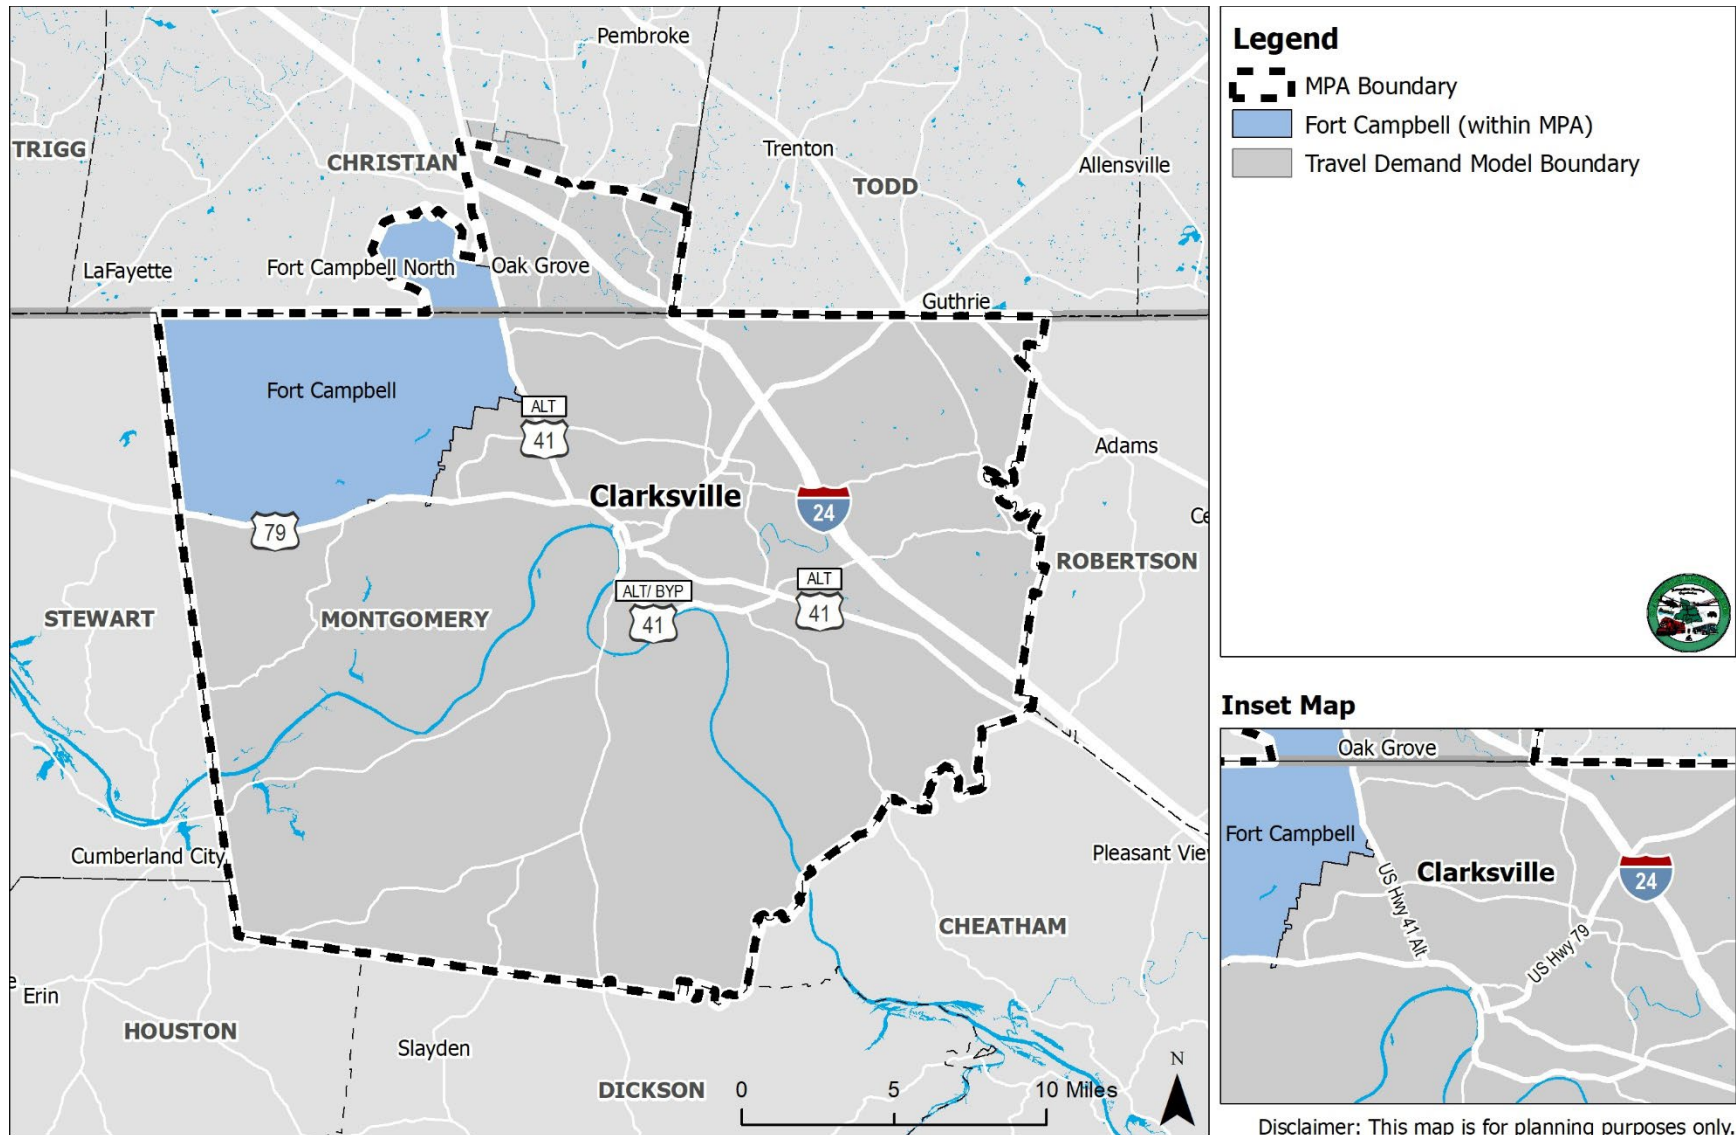 Pembroke
TRIGG
CHRISTIAN
Trenton
Allensville
TODD
LaFayette
Fort Campbell North
Oak Grove
Guthrie
Fort Campbell
ALT
41
Adams
Clarksville
24
79
ROBERTSON
ALT/ BYP
41
ALT
41
STEWART
MONTGOMERY
Cumberland City
Pleasant View
CHEATHAM
Erin
HOUSTON
Slayden
DICKSON
0 5 10 Miles
N
Legend
MPA Boundary
Fort Campbell (within MPA)
Travel Demand Model Boundary
Inset Map
Oak Grove
Fort Campbell
Clarksville
24
US Hwy 41 Alt
US Hwy 79
Disclaimer: This map is for planning purposes only.